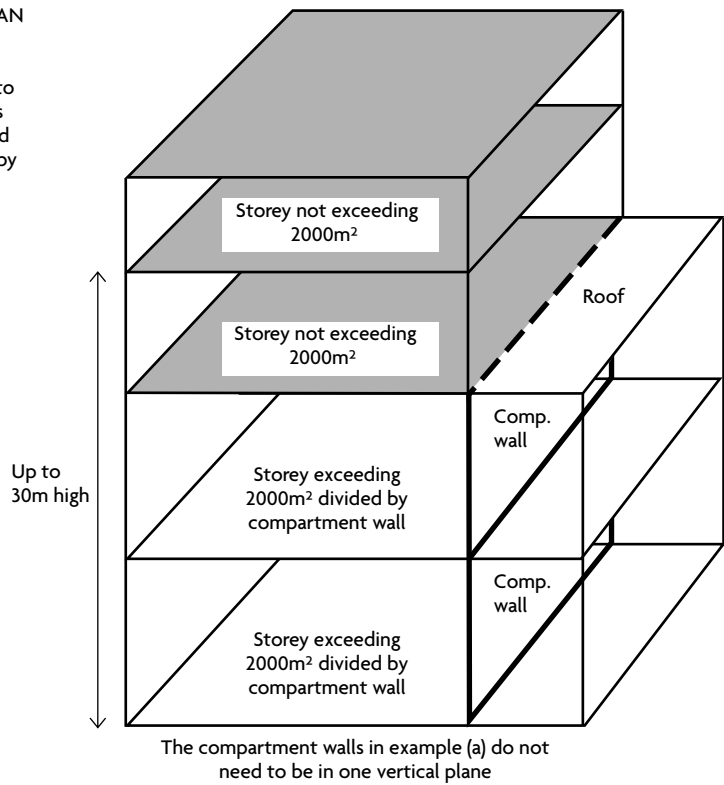 AN
to
s
d
by
Storey not exceeding
2000m²
Roof
Storey not exceeding
2000m²
Comp.
wall
Up to
30m high
Storey exceeding
2000m² divided by
compartment wall
Comp.
wall
Storey exceeding
2000m² divided by
compartment wall
The compartment walls in example (a) do not
need to be in one vertical plane